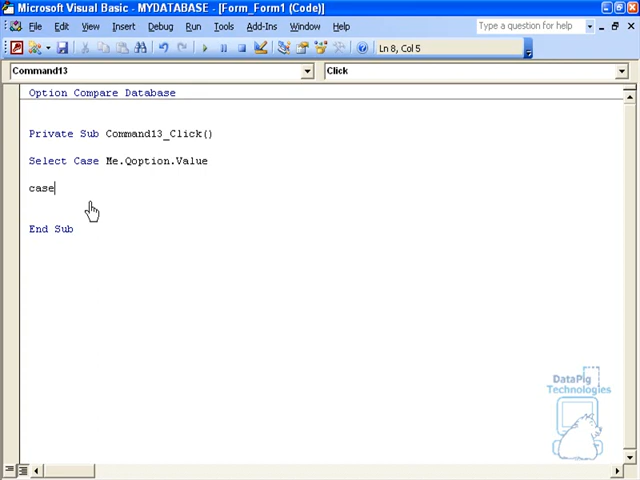 Microsoft Visual Basic - MYDATABASE - [Form_Form1 (Code)]
File Edit View Insert Debug Run Tools Add-Ins Window Help Type a question for help
Ln 8, Col 5
Command13 Click
Option Compare Database
Private Sub Command13_Click()
Select Case Me.Qoption.Value
case
End Sub
DataPig
Technologies